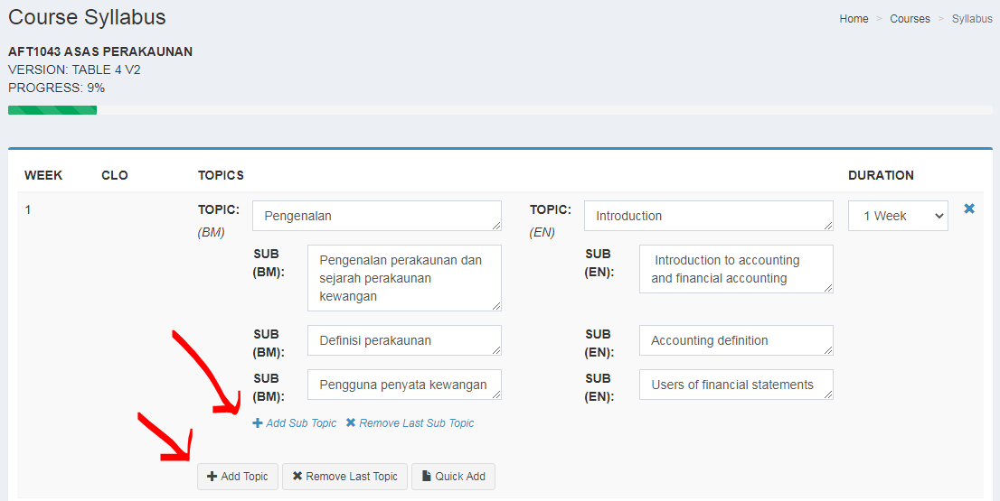 Course Syllabus
Home > Courses > Syllabus
AFT1043 ASAS PERAKAUNAN
VERSION: TABLE 4 V2
PROGRESS: 9%
WEEK CLO TOPICS DURATION
1 TOPIC: Pengenalan TOPIC: Introduction 1 Week
(BM) (EN)
SUB (BM): Pengenalan perakaunan dan sejarah perakaunan kewangan
SUB (EN): Introduction to accounting and financial accounting
SUB (BM): Definisi perakaunan
SUB (EN): Accounting definition
SUB (BM): Pengguna penyata kewangan
SUB (EN): Users of financial statements
Add Sub Topic Remove Last Sub Topic
Add Topic Remove Last Topic Quick Add